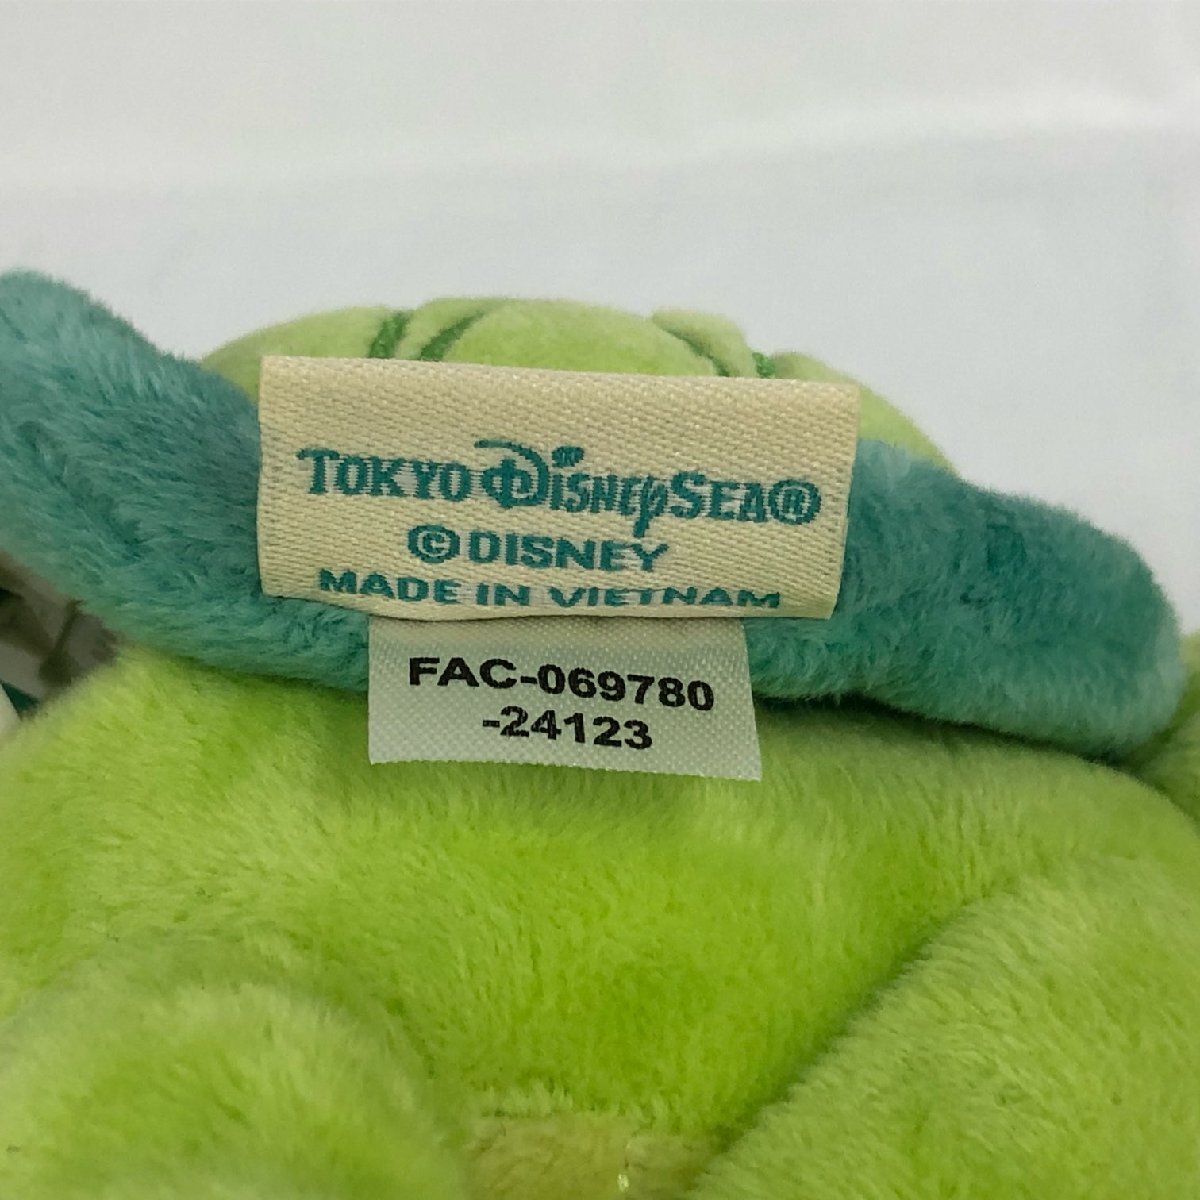 TOKYO DISNEYSEA®
©DISNEY
MADE IN VIETNAM
FAC-069780
-24123